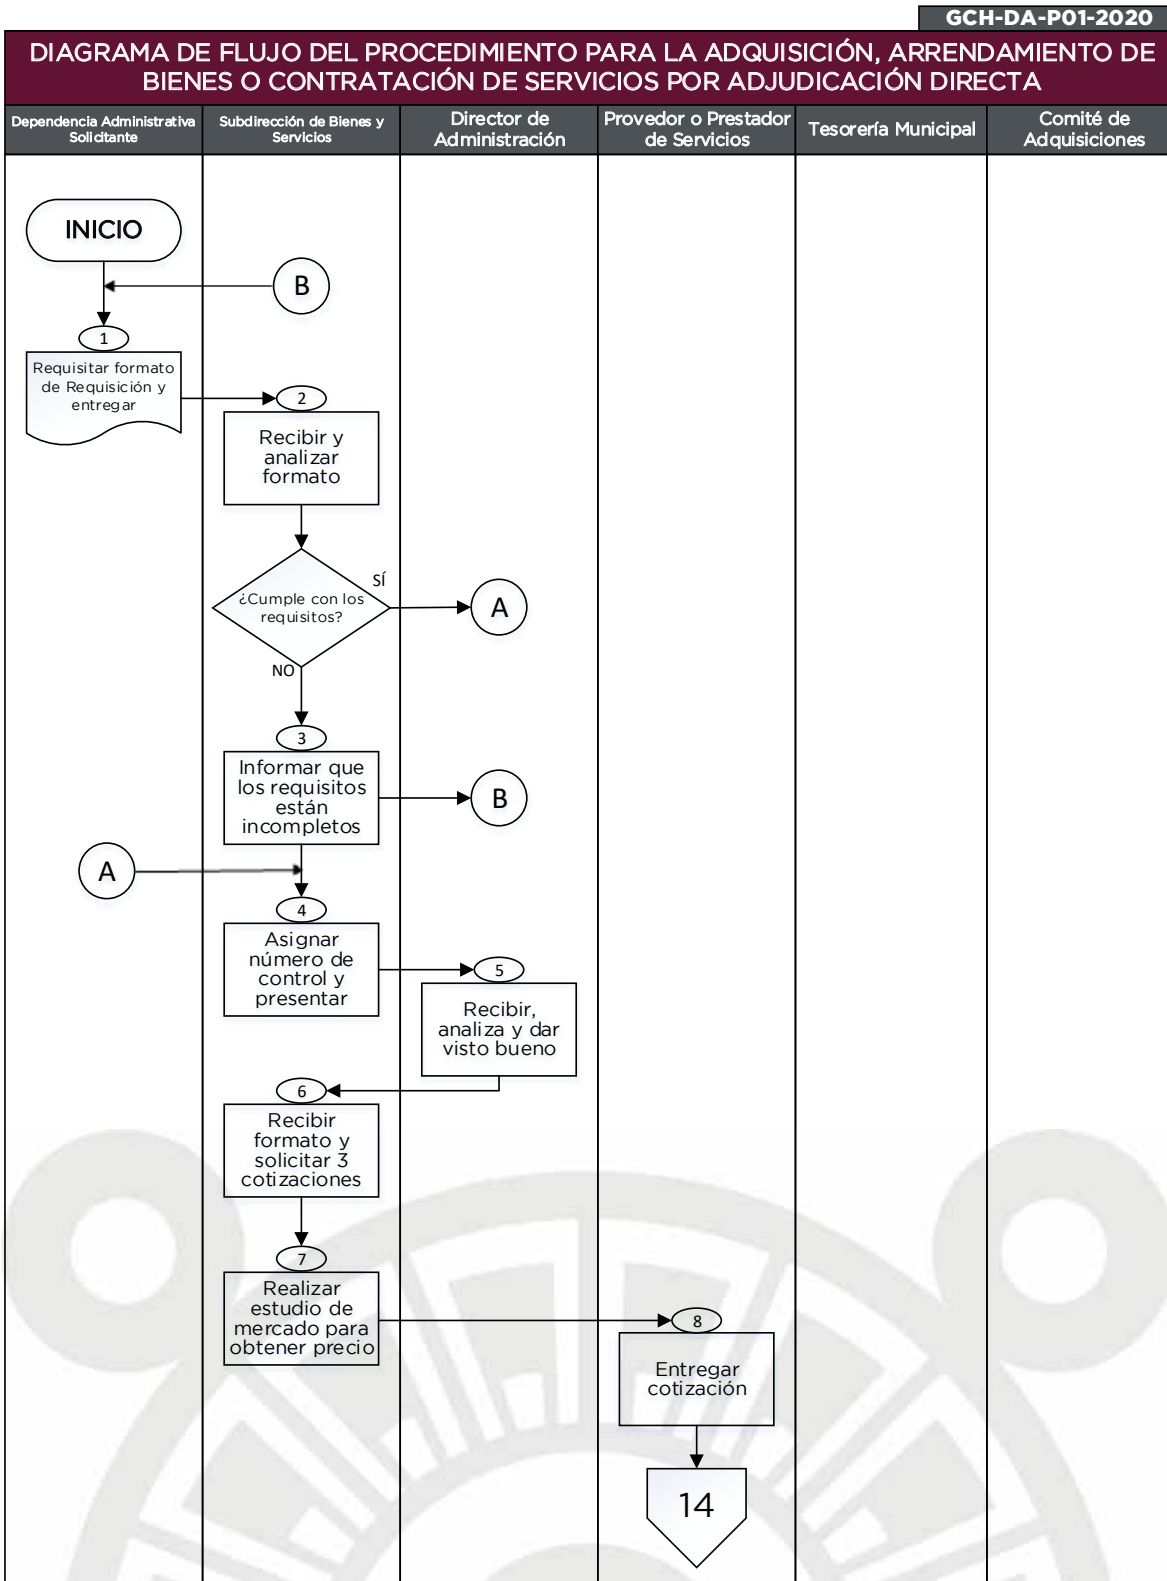 GCH-DA-P01-2020
DIAGRAMA DE FLUJO DEL PROCEDIMIENTO PARA LA ADQUISICIÓN, ARRENDAMIENTO DE
BIENES O CONTRATACIÓN DE SERVICIOS POR ADJUDICACIÓN DIRECTA
Dependencia Administrativa
Solicitante
Subdirección de Bienes y
Servicios
Director de
Administración
Provedor o Prestador
de Servicios
Tesorería Municipal
Comité de
Adquisiciones
INICIO
B
1
Requisitar formato
de Requisición y
entregar
2
Recibir y
analizar
formato
¿Cumple con los
requisitos?
SÍ
A
NO
3
Informar que
los requisitos
están
incompletos
B
A
4
Asignar
número de
control y
presentar
5
Recibir,
analiza y dar
visto bueno
6
Recibir
formato y
solicitar 3
cotizaciones
7
Realizar
estudio de
mercado para
obtener precio
8
Entregar
cotización
14